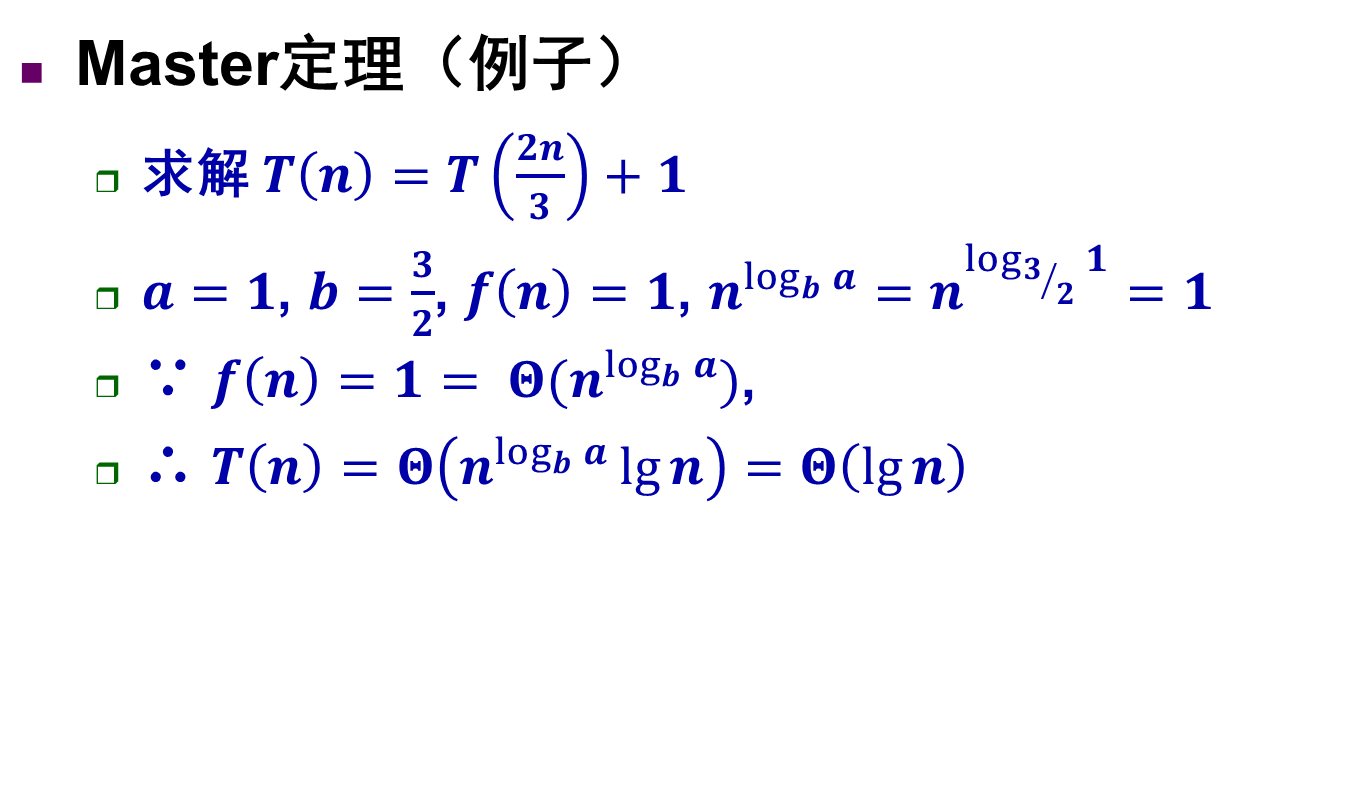 Master定理（例子）
求解 T(n) = T(2n/3) + 1
a = 1, b = 3/2, f(n) = 1, n^{log_b a} = n^{log_{3/2} 1} = 1
∵ f(n) = 1 = Θ(n^{log_b a}),
∴ T(n) = Θ(n^{log_b a} lg n) = Θ(lg n)